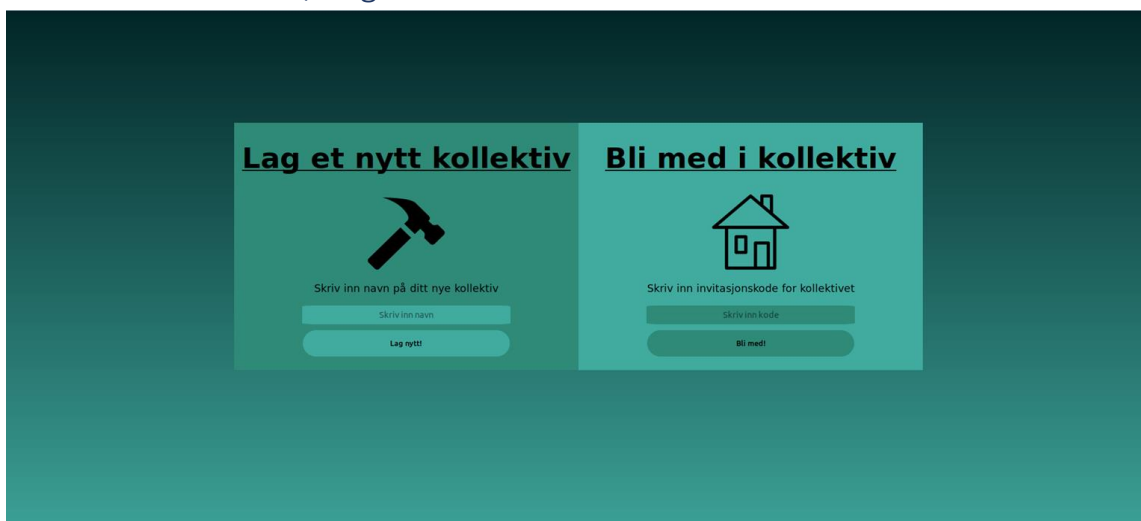 Lag et nytt kollektiv
Skriv inn navn på ditt nye kollektiv
Skriv inn navn
Lag nytt!
Bli med i kollektiv
Skriv inn invitasjonskode for kollektivet
Skriv inn kode
Bli med!